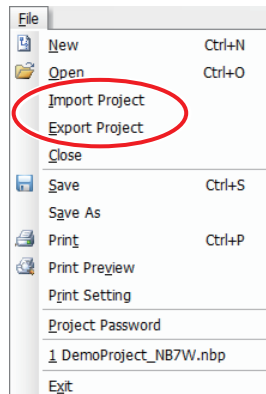 File
New Ctrl+N
Open Ctrl+O
Import Project
Export Project
Close
Save Ctrl+S
Save As
Print Ctrl+P
Print Preview
Print Setting
Project Password
1 DemoProject_NB7W.nbp
Exit